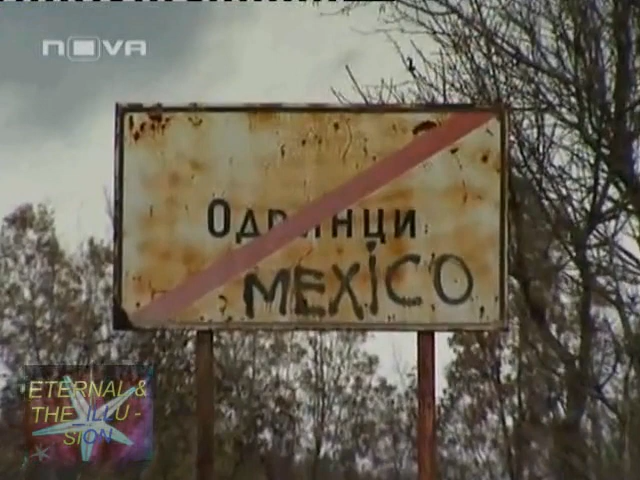 NOVA
Одринци
MEXICO
ETERNAL &
THE ILLU -
SION